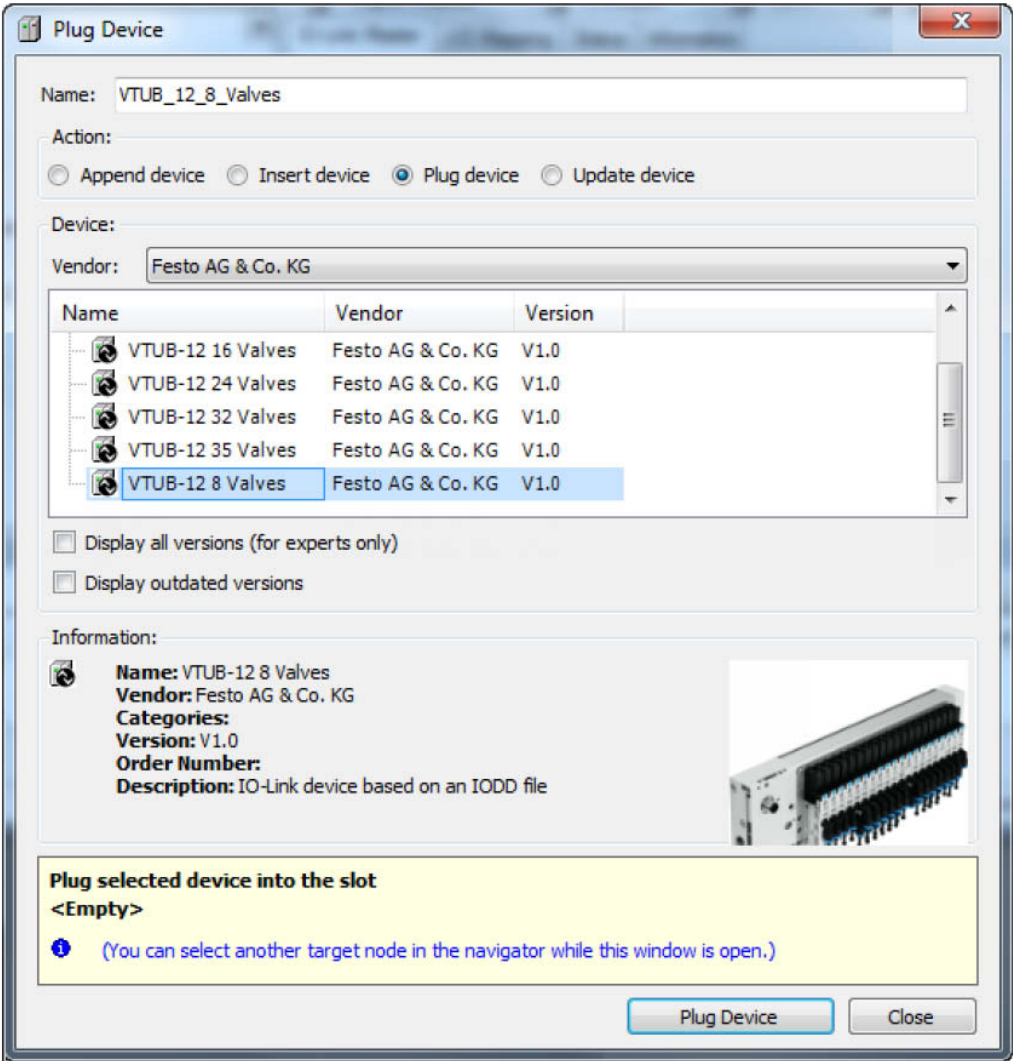 Plug Device
Name: VTUB_12_8_Valves
Action:
Append device Insert device Plug device Update device
Device:
Vendor: Festo AG & Co. KG
Name Vendor Version
VTUB-12 16 Valves Festo AG & Co. KG V1.0
VTUB-12 24 Valves Festo AG & Co. KG V1.0
VTUB-12 32 Valves Festo AG & Co. KG V1.0
VTUB-12 35 Valves Festo AG & Co. KG V1.0
VTUB-12 8 Valves Festo AG & Co. KG V1.0
Display all versions (for experts only)
Display outdated versions
Information:
Name: VTUB-12 8 Valves
Vendor: Festo AG & Co. KG
Categories:
Version: V1.0
Order Number:
Description: IO-Link device based on an IODD file
Plug selected device into the slot
<Empty>
(You can select another target node in the navigator while this window is open.)
Plug Device Close